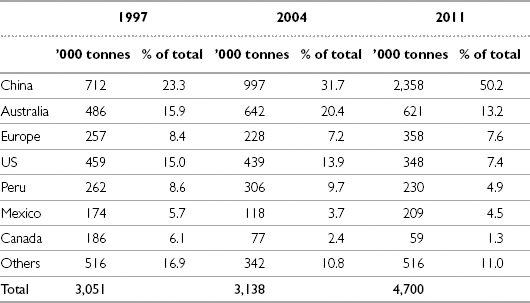 1997 2004 2011
’000 tonnes % of total ’000 tonnes % of total ’000 tonnes % of total
China 712 23.3 997 31.7 2,358 50.2
Australia 486 15.9 642 20.4 621 13.2
Europe 257 8.4 228 7.2 358 7.6
US 459 15.0 439 13.9 348 7.4
Peru 262 8.6 306 9.7 230 4.9
Mexico 174 5.7 118 3.7 209 4.5
Canada 186 6.1 77 2.4 59 1.3
Others 516 16.9 342 10.8 516 11.0
Total 3,051 3,138 4,700